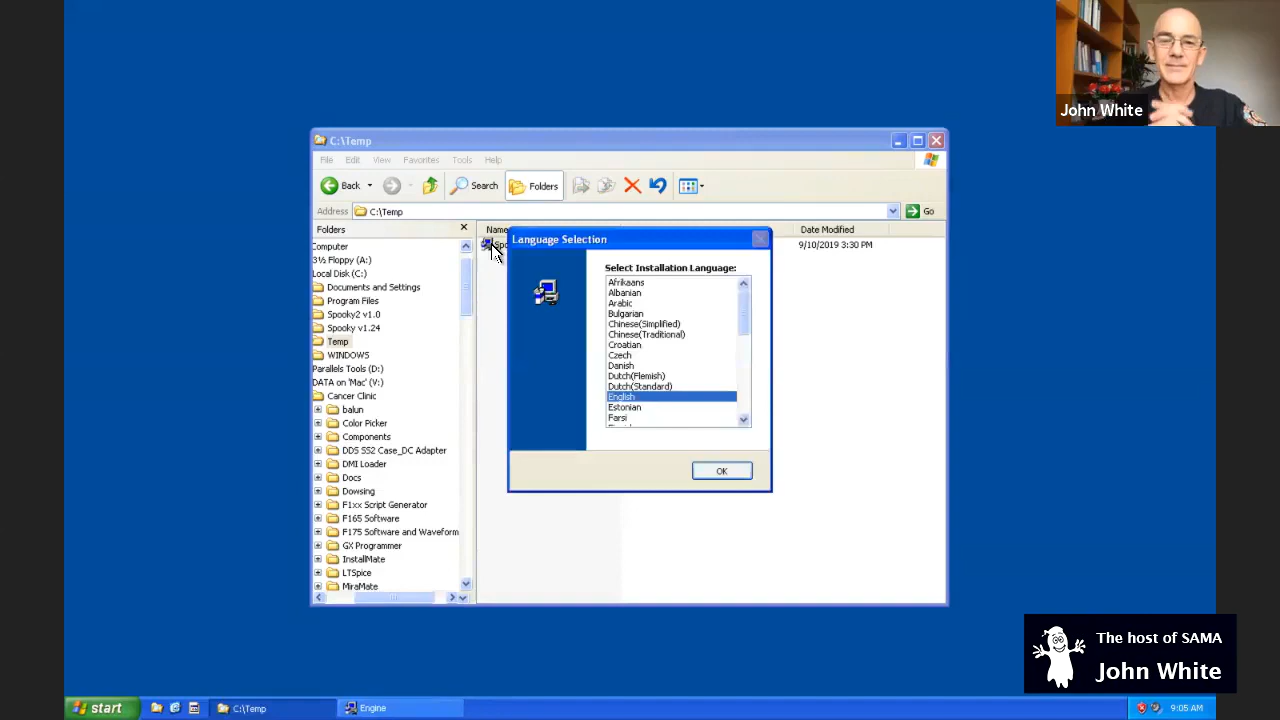 John White
C:\Temp
File Edit View Favorites Tools Help
Back Search Folders
Address C:\Temp Go
Folders
Name
Date Modified
Computer
3½ Floppy (A:)
Local Disk (C:)
Documents and Settings
Program Files
Spooky2 v1.0
Spooky v1.24
Temp
WINDOWS
Parallels Tools (D:)
DATA on 'Mac' (V:)
Cancer Clinic
balun
Color Picker
Components
DDS SS2 Case_DC Adapter
DMI Loader
Docs
Dowsing
F1xx Script Generator
F165 Software
F175 Software and Waveform
GX Programmer
InstallMate
LTSpice
MiraMate
9/10/2019 3:30 PM
Language Selection
Select Installation Language:
Afrikaans
Albanian
Arabic
Bulgarian
Chinese(Simplified)
Chinese(Traditional)
Croatian
Czech
Danish
Dutch(Flemish)
Dutch(Standard)
English
Estonian
Farsi
OK
The host of SAMA
John White
start
C:\Temp
Engine
9:05 AM